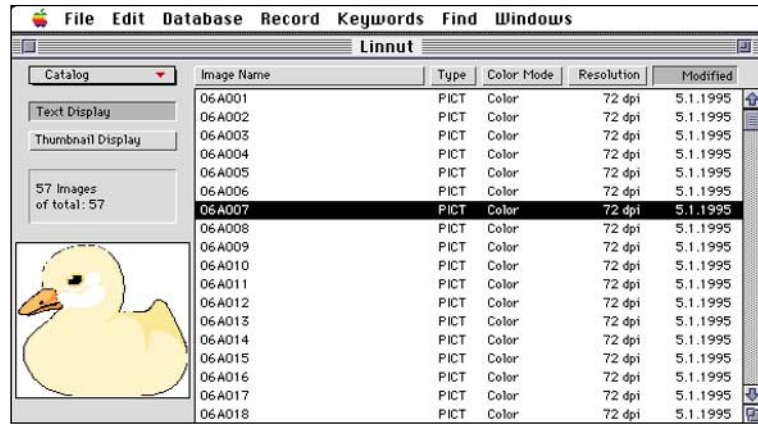 File Edit Database Record Keywords Find Windows
Linnut
Catalog
Text Display
Thumbnail Display
57 Images
of total: 57
Image Name Type Color Mode Resolution Modified
06A001 PICT Color 72 dpi 5.1.1995
06A002 PICT Color 72 dpi 5.1.1995
06A003 PICT Color 72 dpi 5.1.1995
06A004 PICT Color 72 dpi 5.1.1995
06A005 PICT Color 72 dpi 5.1.1995
06A006 PICT Color 72 dpi 5.1.1995
06A007 PICT Color 72 dpi 5.1.1995
06A008 PICT Color 72 dpi 5.1.1995
06A009 PICT Color 72 dpi 5.1.1995
06A010 PICT Color 72 dpi 5.1.1995
06A011 PICT Color 72 dpi 5.1.1995
06A012 PICT Color 72 dpi 5.1.1995
06A013 PICT Color 72 dpi 5.1.1995
06A014 PICT Color 72 dpi 5.1.1995
06A015 PICT Color 72 dpi 5.1.1995
06A016 PICT Color 72 dpi 5.1.1995
06A017 PICT Color 72 dpi 5.1.1995
06A018 PICT Color 72 dpi 5.1.1995